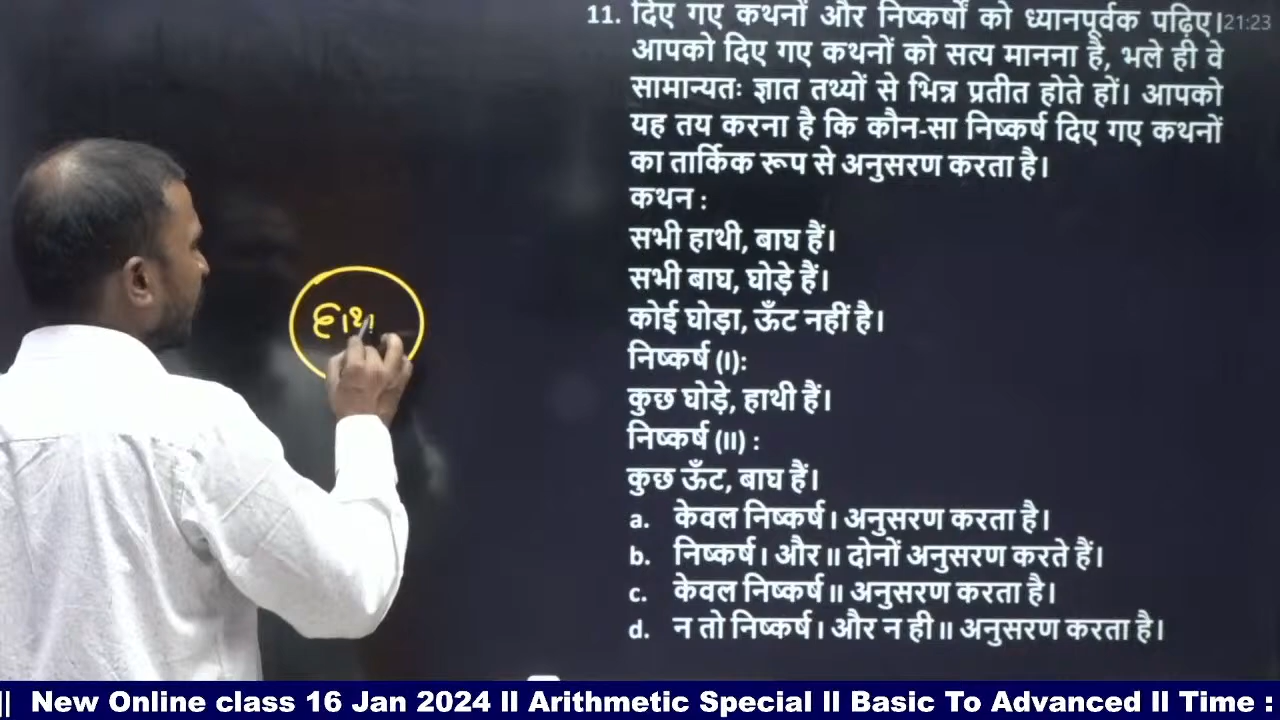 11. दिए गए कथनों और निष्कर्षों को ध्यानपूर्वक पढ़िए।
21:23
आपको दिए गए कथनों को सत्य मानना है, भले ही वे
सामान्यतः ज्ञात तथ्यों से भिन्न प्रतीत होते हों। आपको
यह तय करना है कि कौन-सा निष्कर्ष दिए गए कथनों
का तार्किक रूप से अनुसरण करता है।
कथन :
सभी हाथी, बाघ हैं।
सभी बाघ, घोड़े हैं।
कोई घोड़ा, ऊँट नहीं है।
निष्कर्ष (I):
कुछ घोड़े, हाथी हैं।
निष्कर्ष (II) :
कुछ ऊँट, बाघ हैं।
a. केवल निष्कर्ष I अनुसरण करता है।
b. निष्कर्ष I और II दोनों अनुसरण करते हैं।
c. केवल निष्कर्ष II अनुसरण करता है।
d. न तो निष्कर्ष I और न ही II अनुसरण करता है।
हाथ
|| New Online class 16 Jan 2024 II Arithmetic Special II Basic To Advanced II Time :